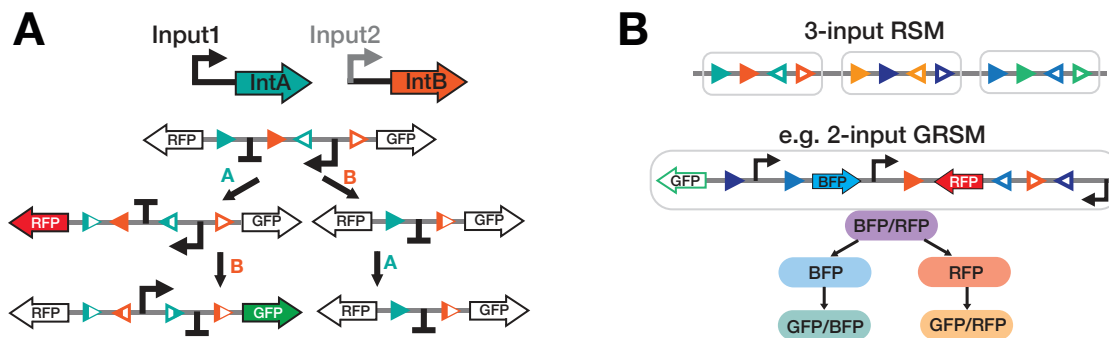 A
Input1
Input2
IntA
IntB
RFP
GFP
A
B
RFP
GFP
RFP
GFP
B
A
RFP
GFP
RFP
GFP
B
3-input RSM
e.g. 2-input GRSM
GFP
BFP
RFP
BFP/RFP
BFP
RFP
GFP/BFP
GFP/RFP